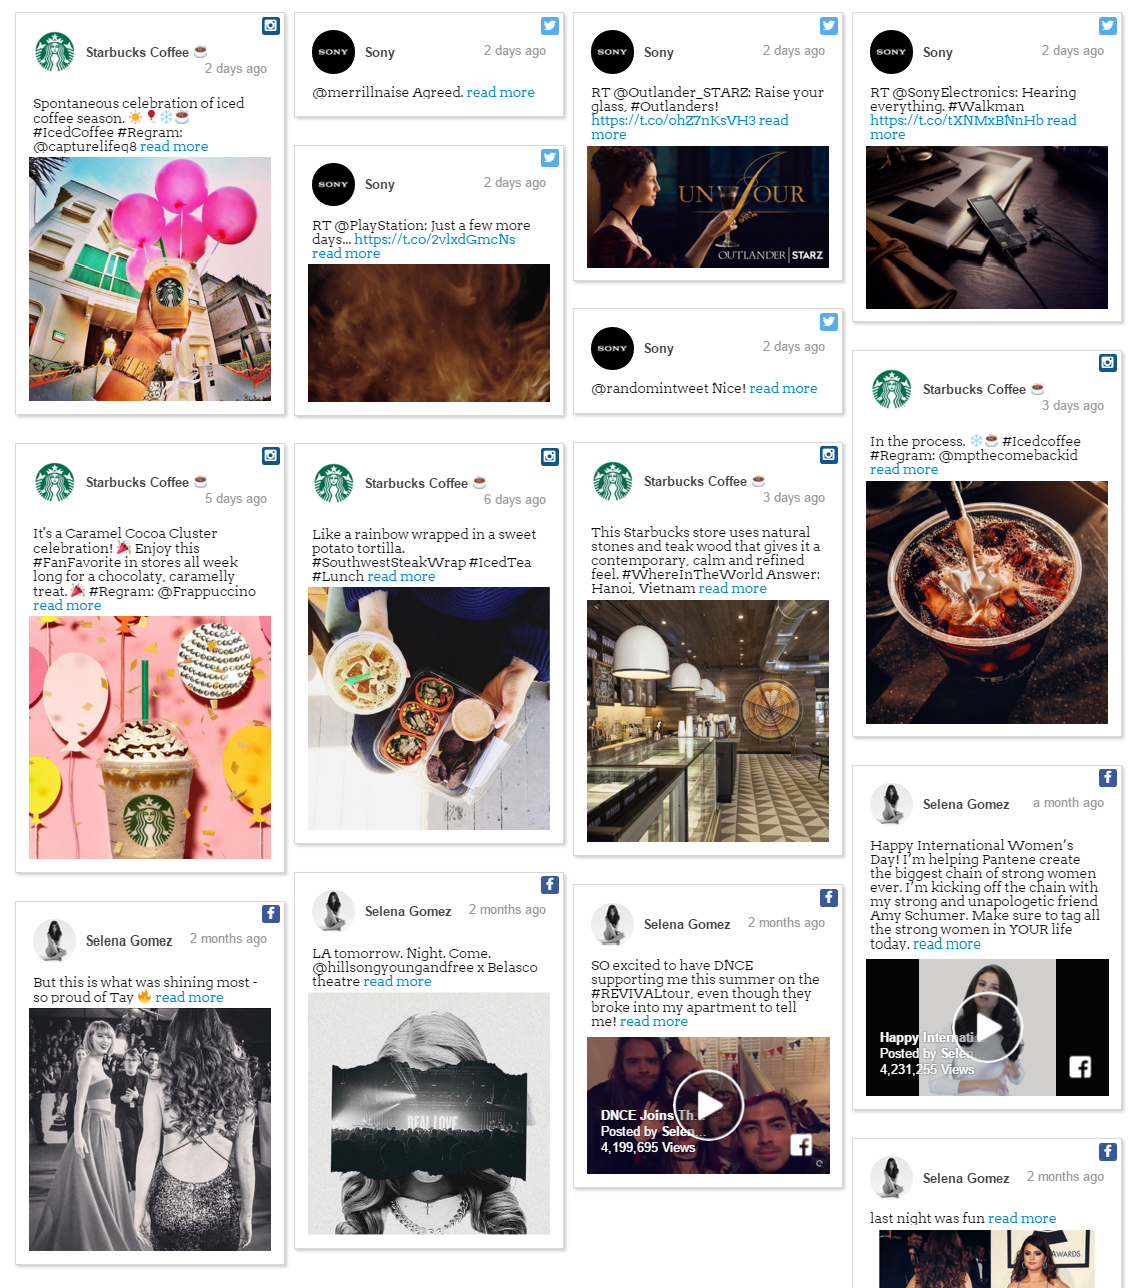 Starbucks Coffee ☕
2 days ago
Spontaneous celebration of iced
coffee season. ☀️🎈❄️☕
#IcedCoffee #Regram:
@capturelifeq8 read more
SONY
Sony
2 days ago
@merrillnaise Agreed. read more
SONY
Sony
2 days ago
RT @PlayStation: Just a few more
days... https://t.co/2vlxdGmcNs
read more
SONY
Sony
2 days ago
RT @Outlander_STARZ: Raise your
glass, #Outlanders!
https://t.co/ohZ7nKsVH3 read
more
OUTLANDER | STARZ
SONY
Sony
2 days ago
@randomintweet Nice! read more
SONY
Sony
2 days ago
RT @SonyElectronics: Hearing
everything. #Walkman
https://t.co/tXNMxBNnHb read
more
Starbucks Coffee ☕
3 days ago
In the process. ❄️☕ #Icedcoffee
#Regram: @mpthecomebackid
read more
Starbucks Coffee ☕
5 days ago
It's a Caramel Cocoa Cluster
celebration! 🎉 Enjoy this
#FanFavorite in stores all week
long for a chocolaty, caramelly
treat. 🎉 #Regram: @Frappuccino
read more
Starbucks Coffee ☕
6 days ago
Like a rainbow wrapped in a sweet
potato tortilla.
#SouthwestSteakWrap #IcedTea
#Lunch read more
Starbucks Coffee ☕
3 days ago
This Starbucks store uses natural
stones and teak wood that gives it a
contemporary, calm and refined
feel. #WhereInTheWorld Answer:
Hanoi, Vietnam read more
Selena Gomez
a month ago
Happy International Women's
Day! I'm helping Pantene create
the biggest chain of strong women
ever. I'm kicking off the chain with
my strong and unapologetic friend
Amy Schumer. Make sure to tag all
the strong women in YOUR life
today. read more
Happy Internati
Posted by Selen
4,231,255 Views
Selena Gomez
2 months ago
But this is what was shining most -
so proud of Tay 🔥 read more
Selena Gomez
2 months ago
LA tomorrow. Night. Come.
@hillsongyoungandfree x Belasco
theatre read more
REAL LOVE
Selena Gomez
2 months ago
SO excited to have DNCE
supporting me this summer on the
#REVIVALtour, even though they
broke into my apartment to tell
me! read more
DNCE Joins Th...
Posted by Selen...
4,199,695 Views
Selena Gomez
2 months ago
last night was fun read more
AWARDS